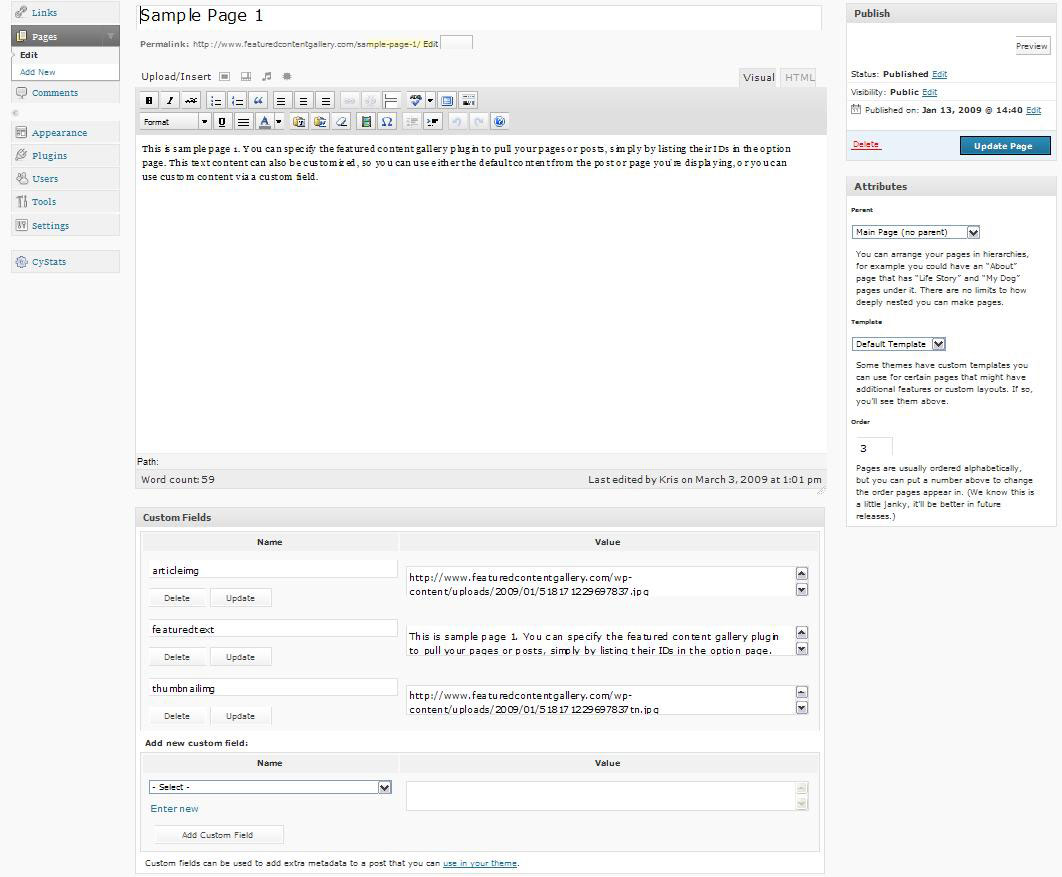 Links
Pages
Edit
Add New
Comments
Appearance
Plugins
Users
Tools
Settings
CyStats
Sample Page 1
Permalink: http://www.featuredcontentgallery.com/sample-page-1/ Edit
Upload/Insert
Visual
HTML
B I ABC
Format
U
A
ABC
Ω
This is sample page 1. You can specify the featured content gallery plugin to pull your pages or posts, simply by listing their IDs in the option
page. This text content can also be customized, so you can use either the default content from the post or page you're displaying, or you can
use custom content via a custom field.
Path:
Word count: 59
Last edited by Kris on March 3, 2009 at 1:01 pm
Custom Fields
Name
Value
articleimg
Delete
Update
http://www.featuredcontentgallery.com/wp-
content/uploads/2009/01/518171229697837.jpg
featuredtext
Delete
Update
This is sample page 1. You can specify the featured content gallery plugin
to pull your pages or posts, simply by listing their IDs in the option page.
thumbnailimg
Delete
Update
http://www.featuredcontentgallery.com/wp-
content/uploads/2009/01/518171229697837tn.jpg
Add new custom field:
Name
Value
- Select -
Enter new
Add Custom Field
Custom fields can be used to add extra metadata to a post that you can use in your theme.
Publish
Preview
Status: Published Edit
Visibility: Public Edit
Published on: Jan 13, 2009 @ 14:40 Edit
Delete
Update Page
Attributes
Parent
Main Page (no parent)
You can arrange your pages in hierarchies,
for example you could have an “About”
page that has “Life Story” and “My Dog”
pages under it. There are no limits to how
deeply nested you can make pages.
Template
Default Template
Some themes have custom templates you
can use for certain pages that might have
additional features or custom layouts. If so,
you'll see them above.
Order
3
Pages are usually ordered alphabetically,
but you can put a number above to change
the order pages appear in. (We know this is
a little janky, it'll be better in future
releases.)